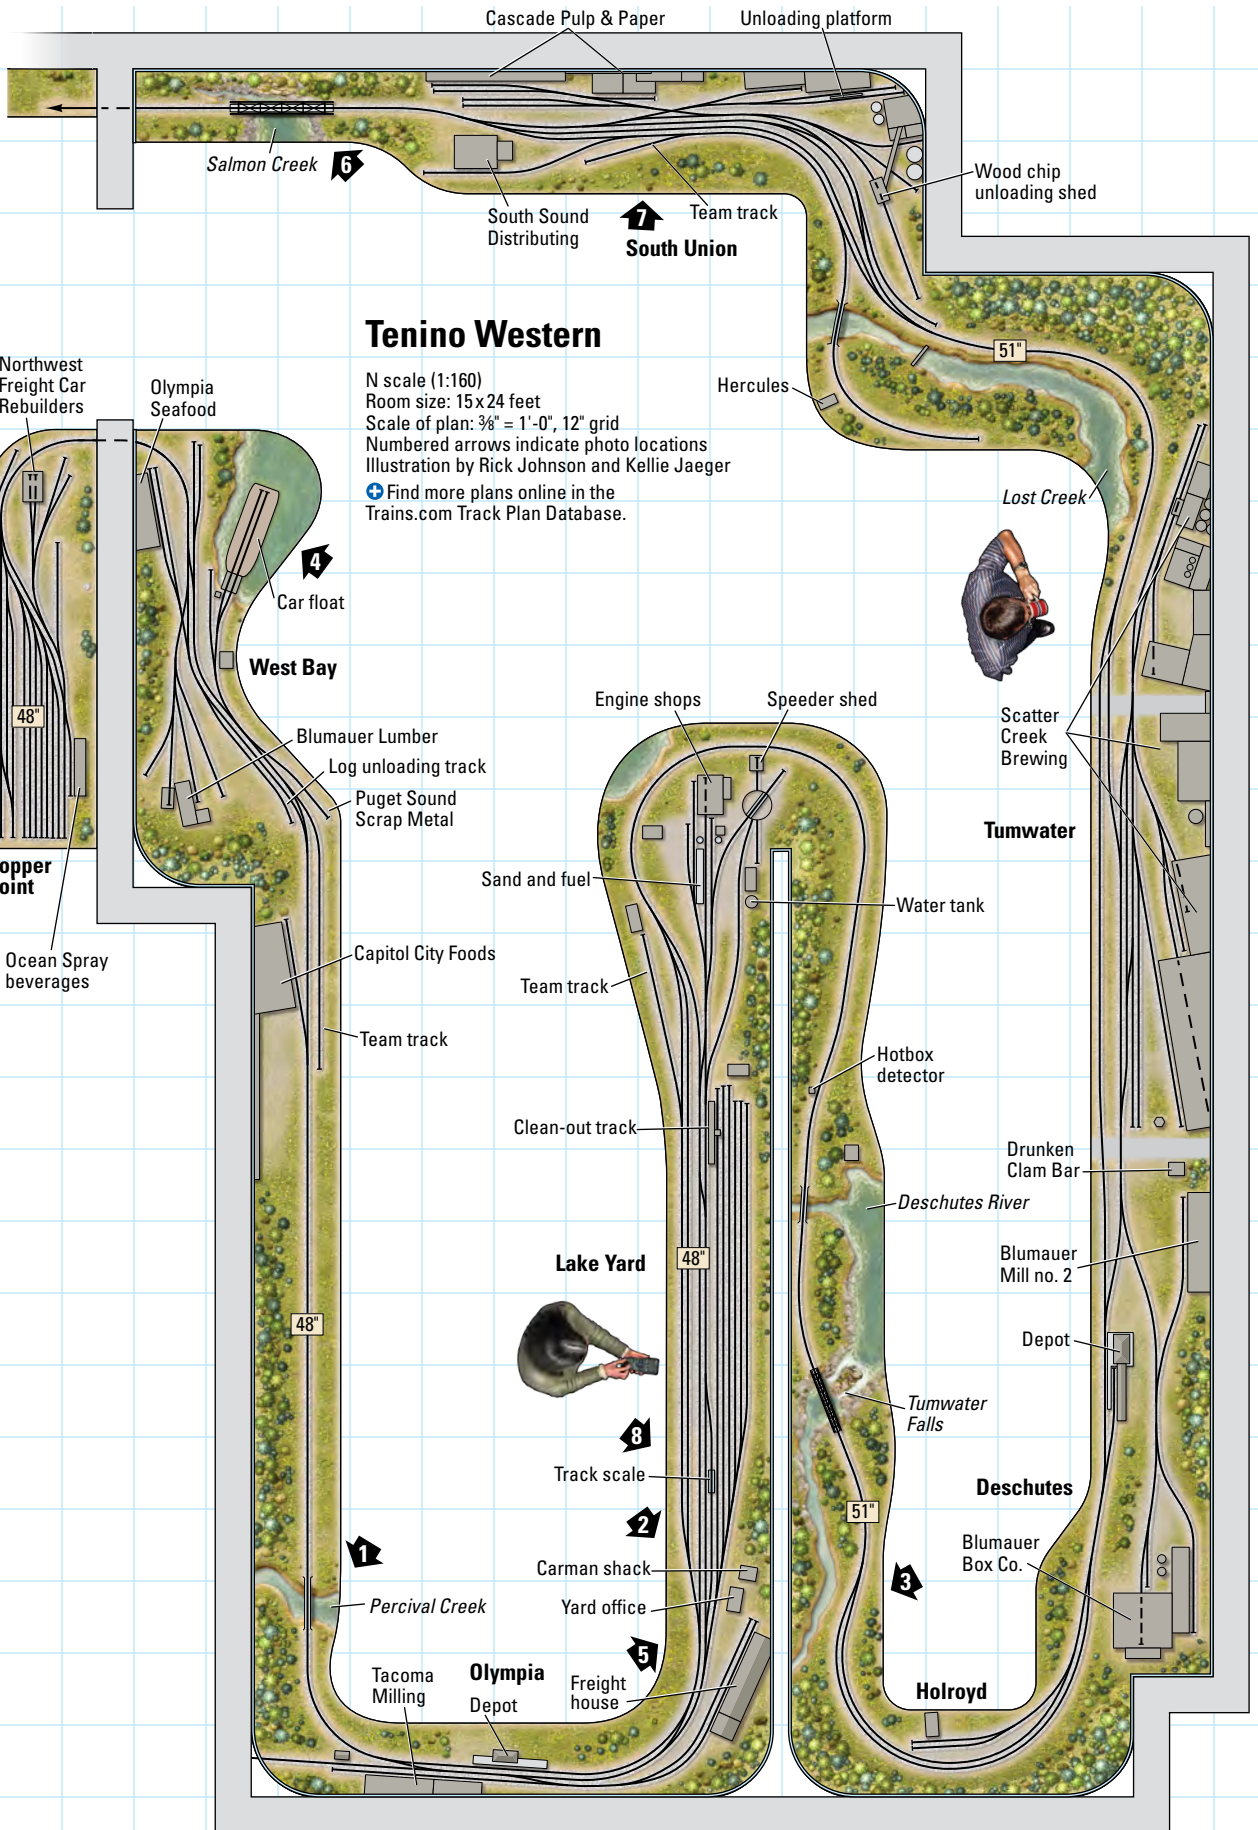 Cascade Pulp & Paper
Unloading platform
Salmon Creek
6
South Sound
Distributing
7
Team track
South Union
Wood chip
unloading shed
Tenino Western
N scale (1:160)
Room size: 15 x 24 feet
Scale of plan: ⅜" = 1'-0", 12" grid
Numbered arrows indicate photo locations
Illustration by Rick Johnson and Kellie Jaeger
Find more plans online in the
Trains.com Track Plan Database.
51"
Hercules
Lost Creek
Northwest
Freight Car
Rebuilders
Olympia
Seafood
4
Car float
West Bay
48"
Blumauer Lumber
Log unloading track
Puget Sound
Scrap Metal
opper
oint
Ocean Spray
beverages
Capitol City Foods
Team track
Engine shops
Speeder shed
Scatter
Creek
Brewing
Tumwater
Sand and fuel
Water tank
Team track
Hotbox
detector
Clean-out track
Drunken
Clam Bar
Deschutes River
Blumauer
Mill no. 2
Lake Yard
48"
48"
Depot
Tumwater
Falls
8
Track scale
Deschutes
2
51"
Blumauer
Box Co.
1
Carman shack
3
Percival Creek
Yard office
5
Tacoma
Milling
Olympia
Depot
Freight
house
Holroyd